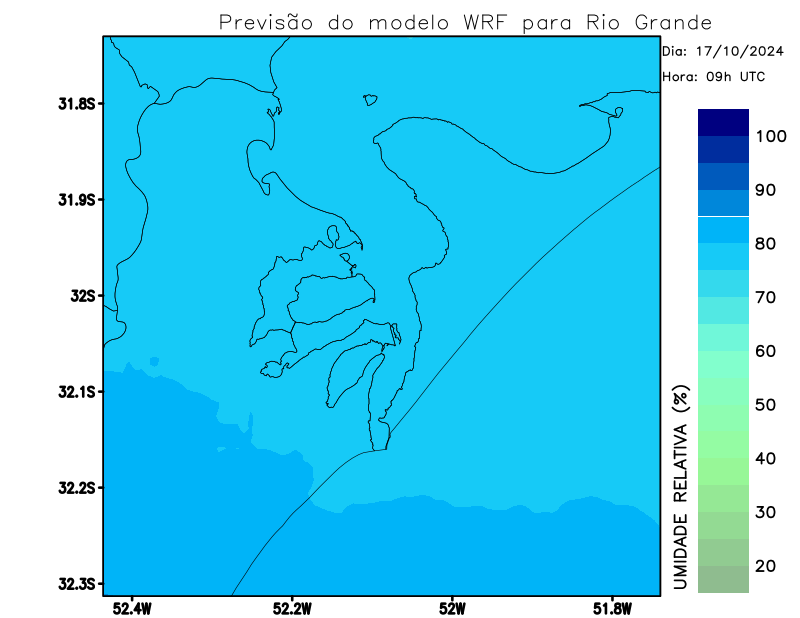 Previsão do modelo WRF para Rio Grande
Dia: 17/10/2024
Hora: 09h UTC
31.8S
31.9S
32S
32.1S
32.2S
32.3S
52.4W
52.2W
52W
51.8W
100
90
80
70
60
50
40
30
20
UMIDADE RELATIVA (%)